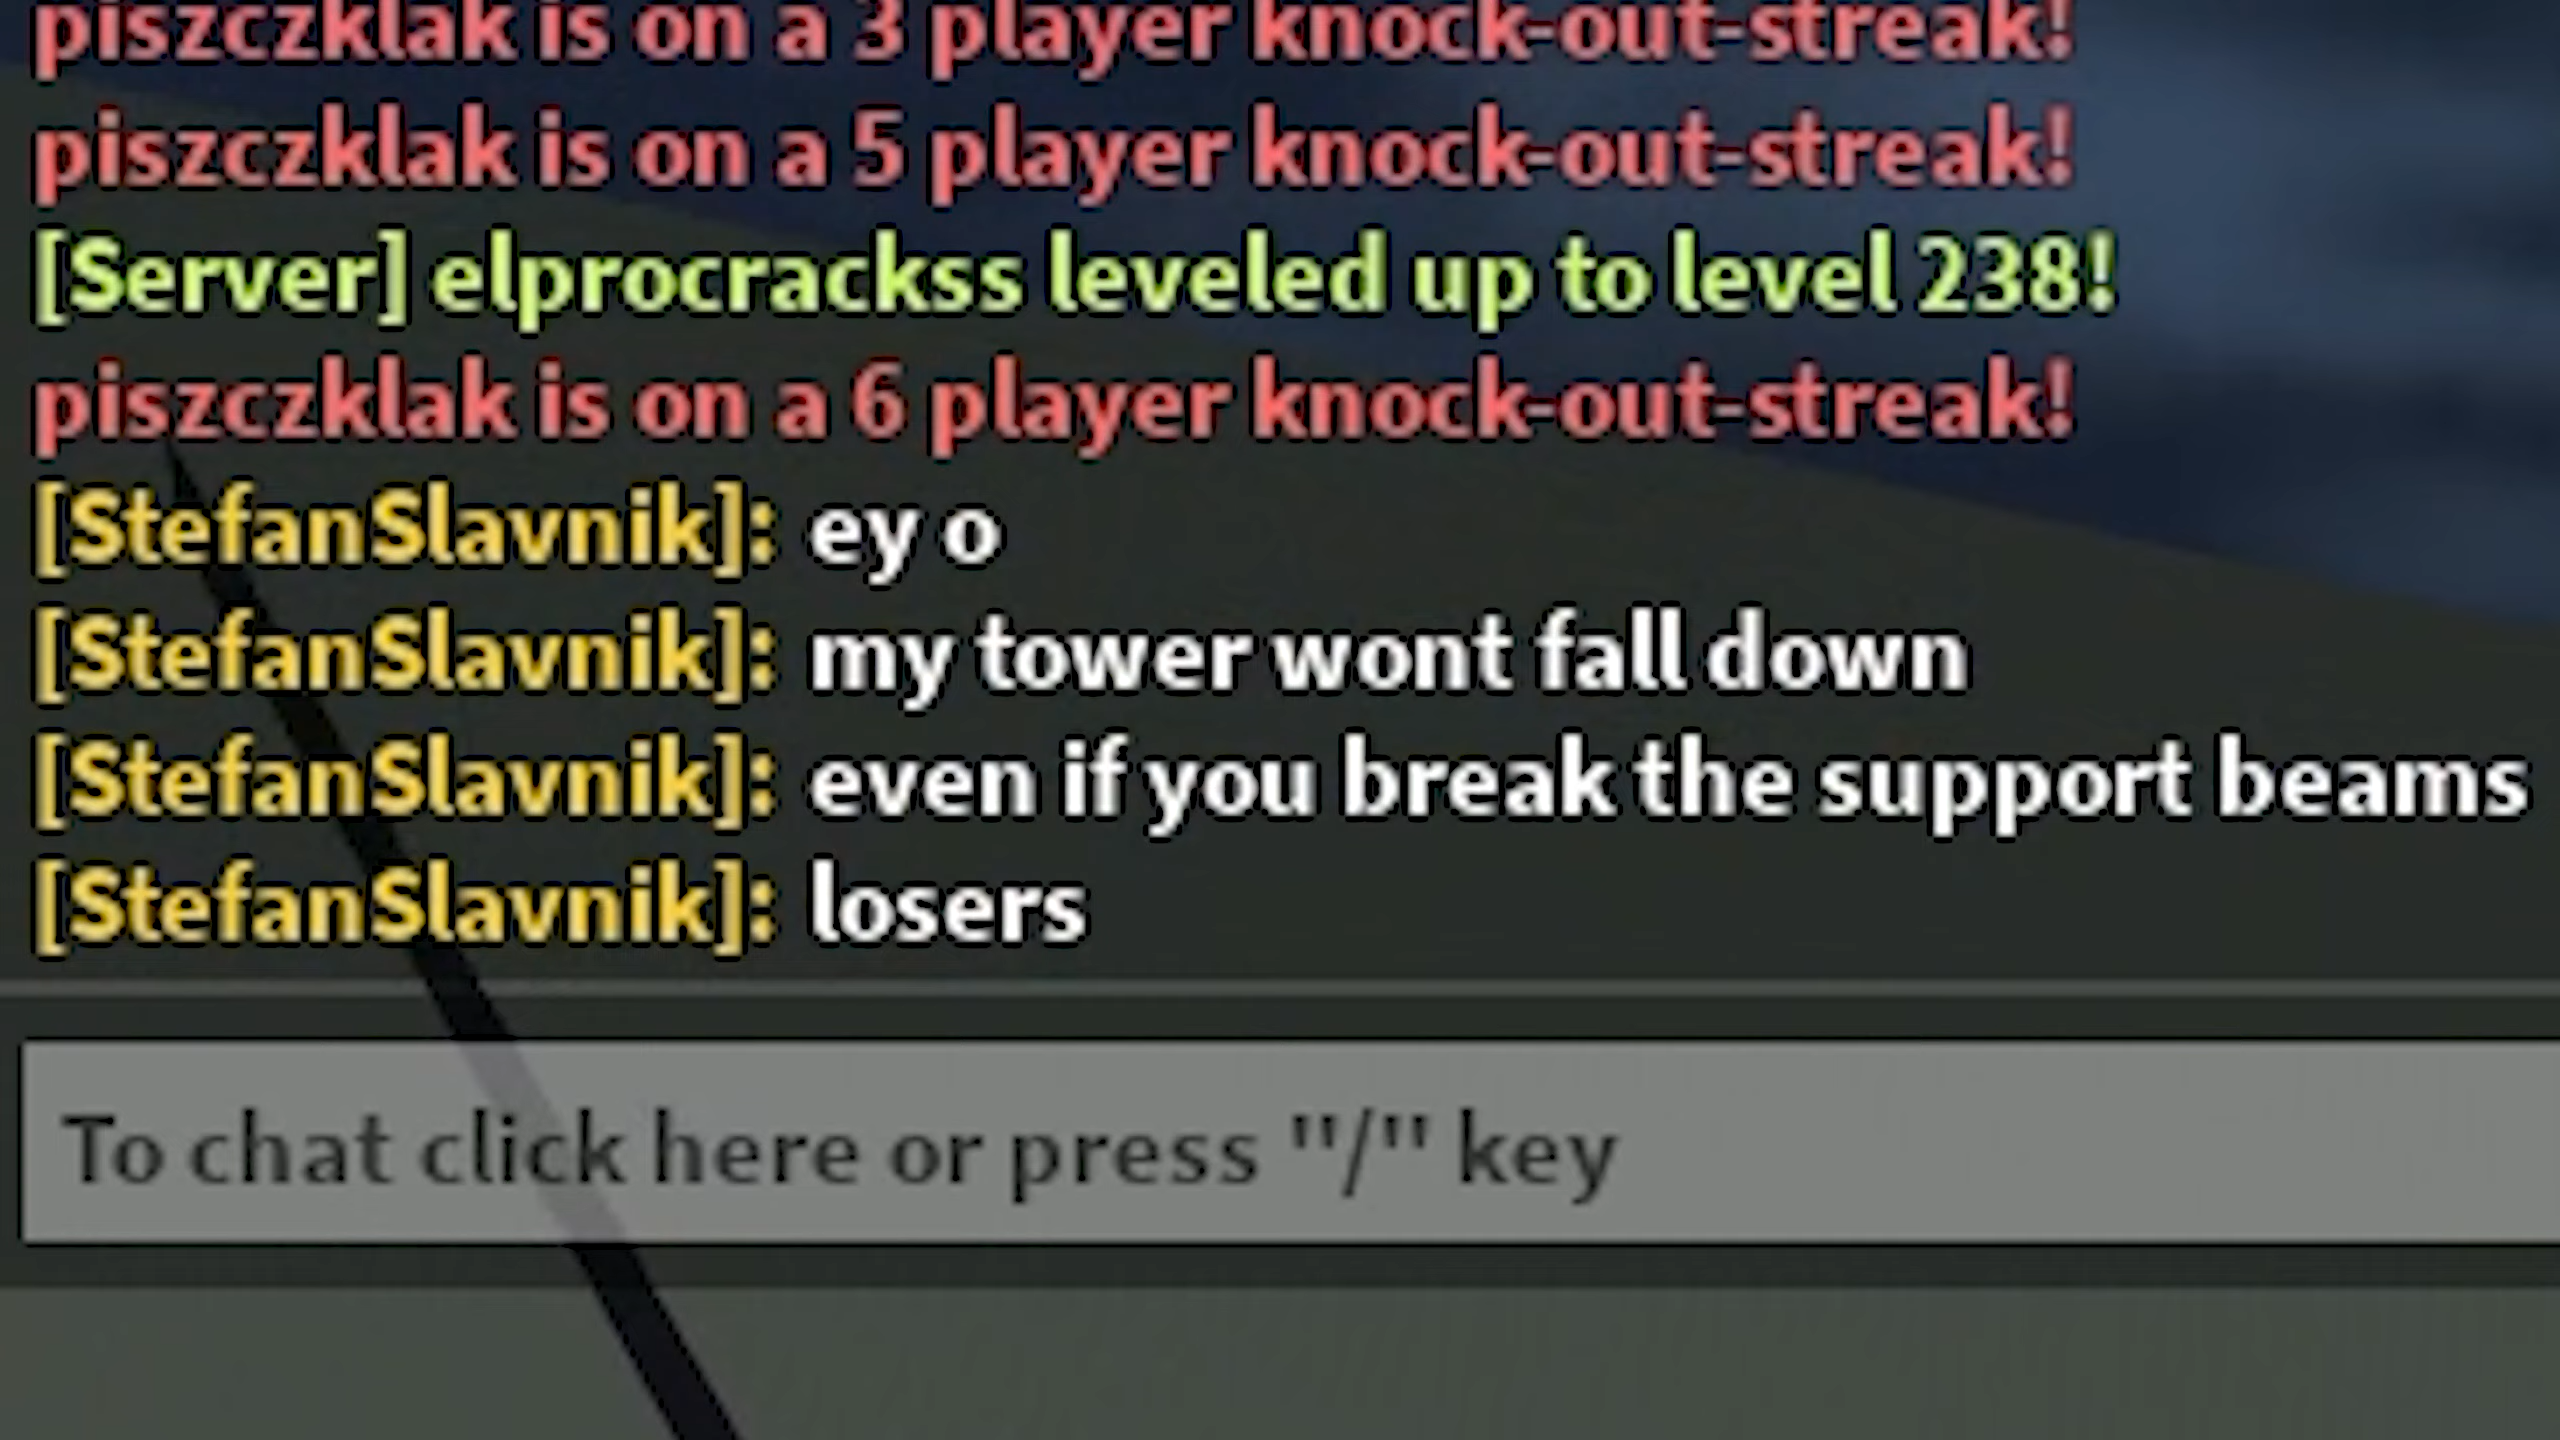 piszczklak is on a 3 player knock-out-streak!
piszczklak is on a 5 player knock-out-streak!
[Server] elprocrackss leveled up to level 238!
piszczklak is on a 6 player knock-out-streak!
[StefanSlavnik]: ey o
[StefanSlavnik]: my tower wont fall down
[StefanSlavnik]: even if you break the support beams
[StefanSlavnik]: losers
To chat click here or press "/" key